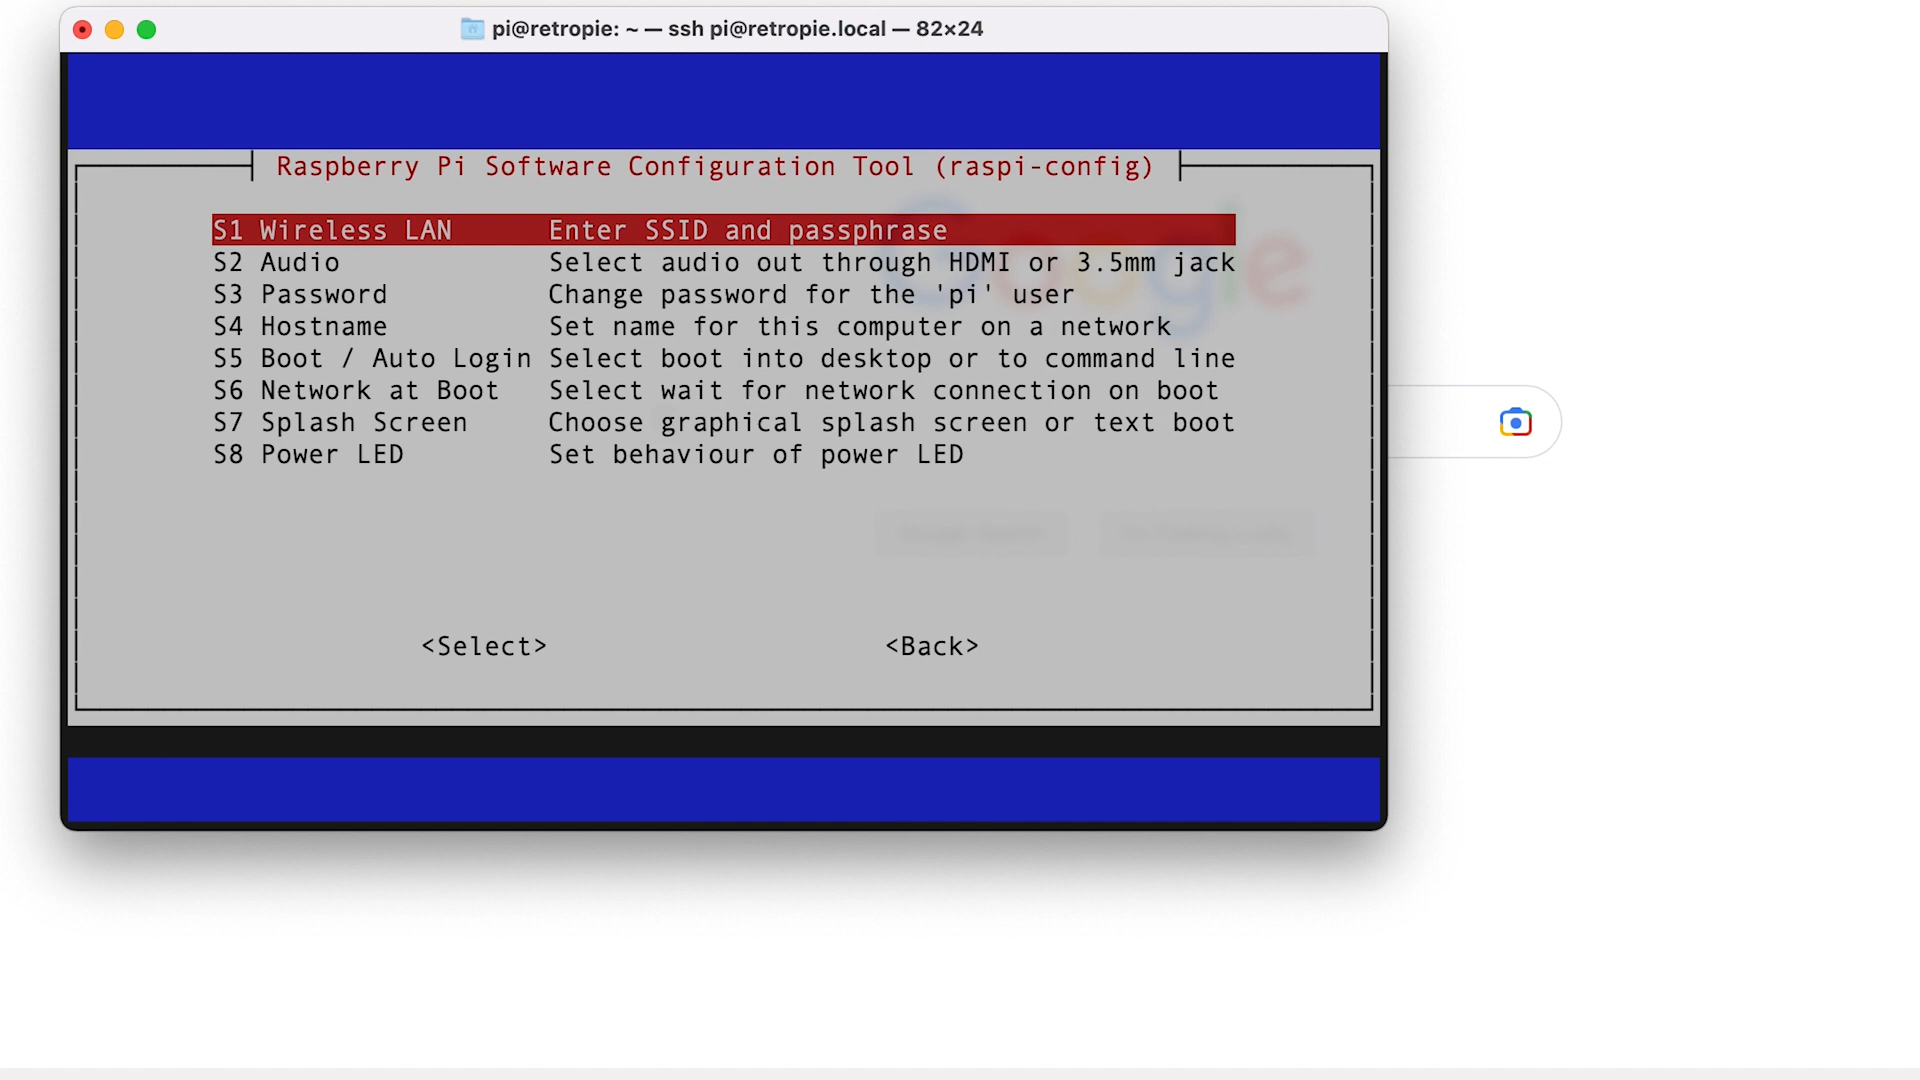 pi@retropie: ~ — ssh pi@retropie.local — 82×24
Raspberry Pi Software Configuration Tool (raspi-config)
S1 Wireless LAN Enter SSID and passphrase
S2 Audio Select audio out through HDMI or 3.5mm jack
S3 Password Change password for the 'pi' user
S4 Hostname Set name for this computer on a network
S5 Boot / Auto Login Select boot into desktop or to command line
S6 Network at Boot Select wait for network connection on boot
S7 Splash Screen Choose graphical splash screen or text boot
S8 Power LED Set behaviour of power LED
<Select> <Back>
Google